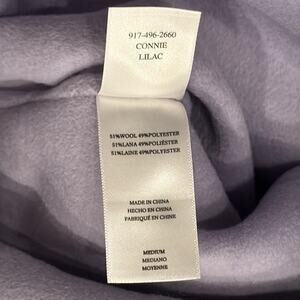 917-496-2660
CONNIE
LILAC
51%WOOL 49%POLYESTER
51%LANA 49%POLIÉSTER
51%LAINE 49%POLYESTER
MADE IN CHINA
HECHO EN CHINA
FABRIQUÉ EN CHINE
MEDIUM
MEDIANO
MOYENNE